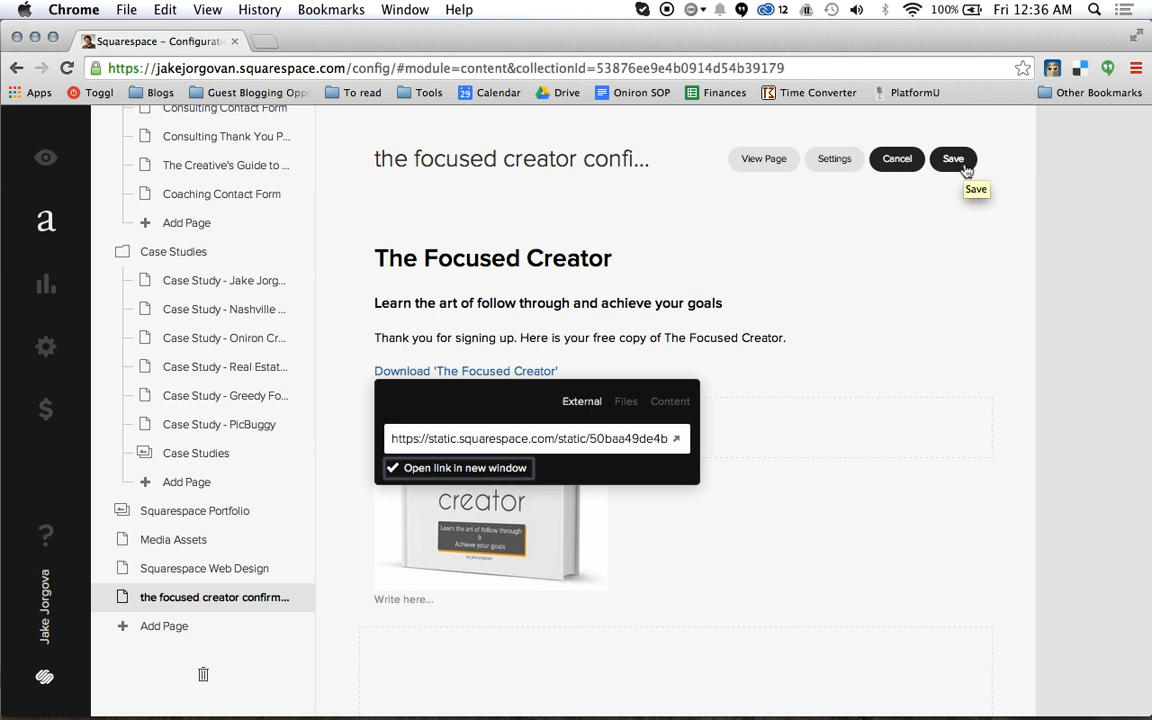 Chrome File Edit View History Bookmarks Window Help 12 100% Fri 12:36 AM
Squarespace – Configurati
https://jakejorgovan.squarespace.com/config/#module=content&collectionId=53876ee9e4b0914d54b39179
Apps Toggl Blogs Guest Blogging Oppo To read Tools 29 Calendar Drive Oniron SOP Finances Time Converter PlatformU Other Bookmarks
Consulting Contact Form
Consulting Thank You P...
The Creative's Guide to ...
Coaching Contact Form
Add Page
Case Studies
Case Study - Jake Jorg...
Case Study - Nashville ...
Case Study - Oniron Cr...
Case Study - Real Estat...
Case Study - Greedy Fo...
Case Study - PicBuggy
Case Studies
Add Page
Squarespace Portfolio
Media Assets
Squarespace Web Design
the focused creator confirm...
Add Page
a
$
?
Jake Jorgova
the focused creator confi...
View Page Settings Cancel Save
Save
The Focused Creator
Learn the art of follow through and achieve your goals
Thank you for signing up. Here is your free copy of The Focused Creator.
Download 'The Focused Creator'
External Files Content
https://static.squarespace.com/static/50baa49de4b
Open link in new window
creator
Learn the art of follow through
&
Achieve your goals
by jake jorgovan
Write here...